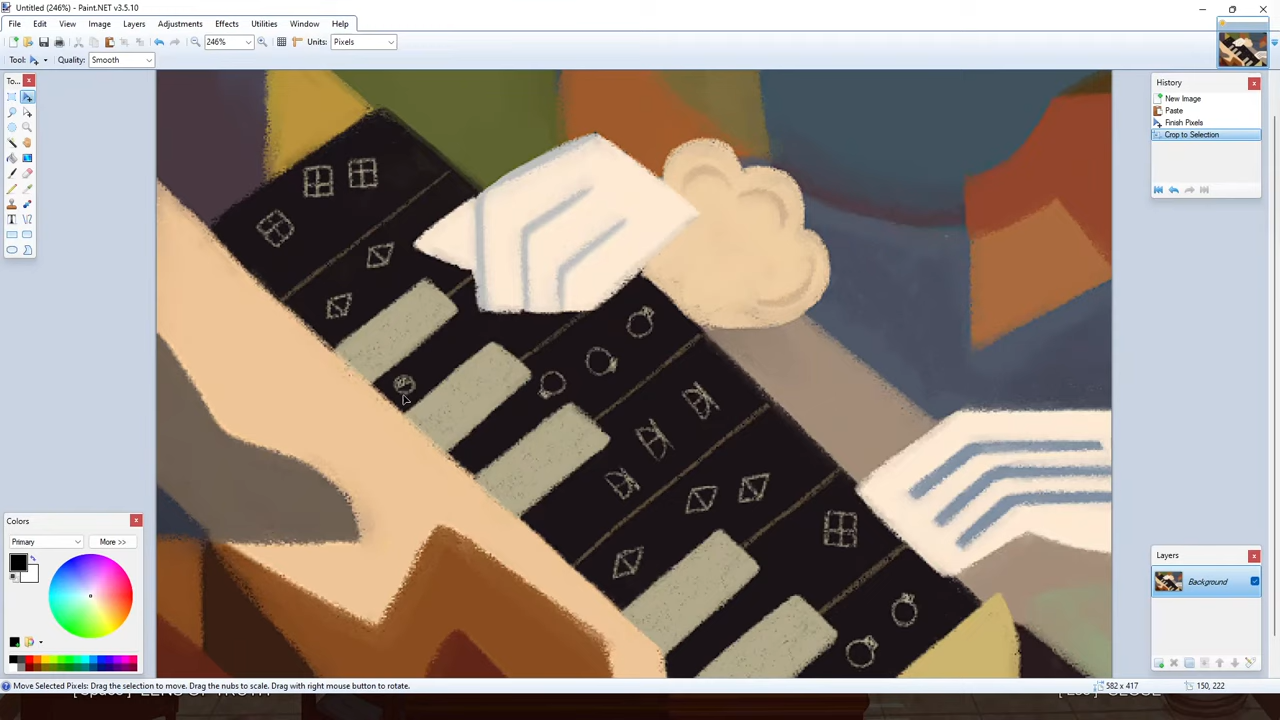 Untitled (246%) - Paint.NET v3.5.10
File Edit View Image Layers Adjustments Effects Utilities Window Help
246% Units: Pixels
Tool: Quality: Smooth
To...
History
New Image
Paste
Finish Pixels
Crop to Selection
Colors
Primary More >>
Layers
Background
Move Selected Pixels: Drag the selection to move. Drag the nubs to scale. Drag with right mouse button to rotate. 582 x 417 150, 222